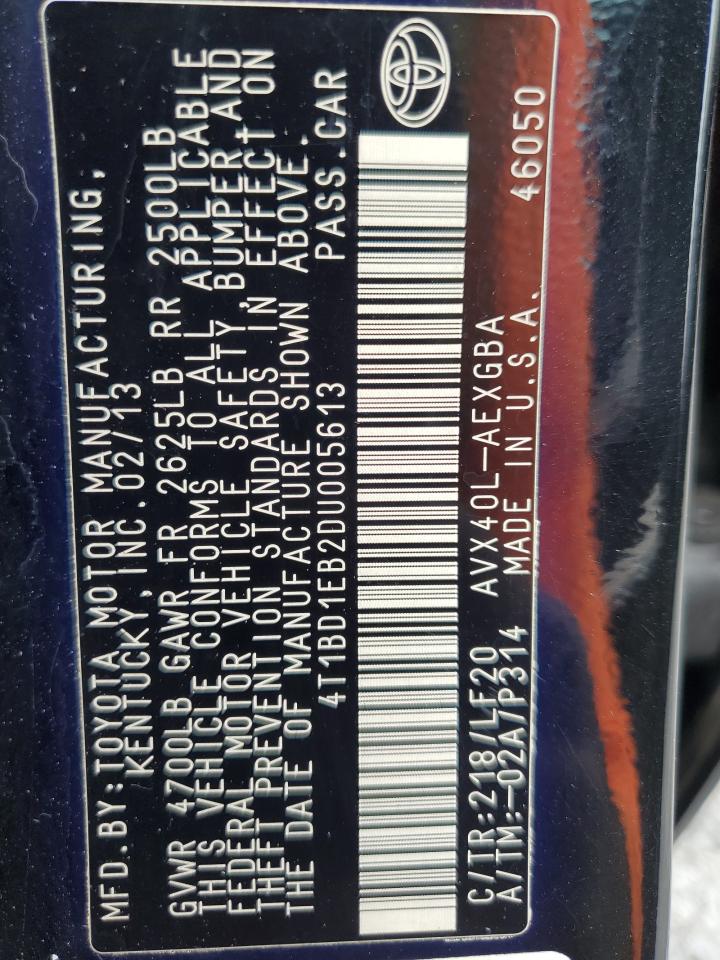 MFD.BY:TOYOTA MOTOR MANUFACTURING,
KENTUCKY, INC.02/13
GVWR 4700LB GAWR FR 2625LB RR 2500LB
THIS VEHICLE CONFORMS TO ALL APPLICABLE
FEDERAL MOTOR VEHICLE SAFETY,BUMPER AND
THEFT PREVENTION STANDARDS IN EFFECT ON
THE DATE OF MANUFACTURE SHOWN ABOVE.
4T1BD1EB2DU005613 PASS.CAR
C/TR:218/LF20 AVX40L-AEXGBA
A/TM:-02A/P314 MADE IN U.S.A. 46050